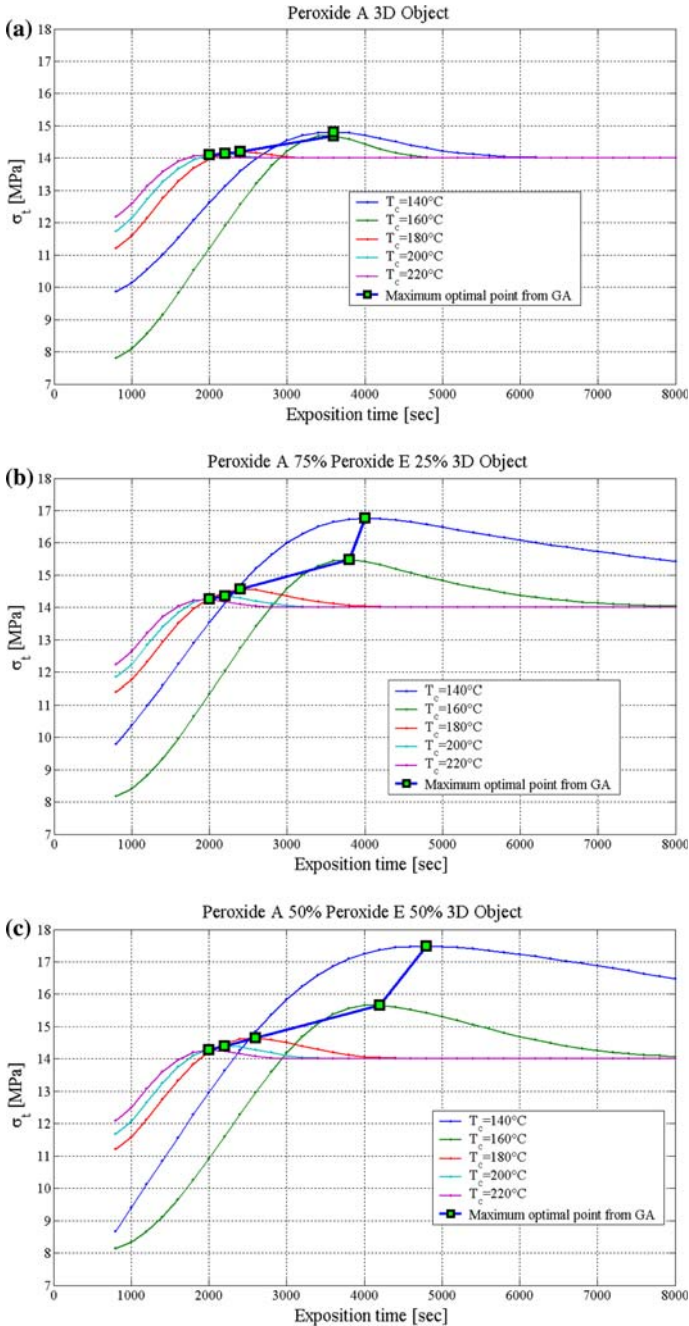 (a)
Peroxide A 3D Object
18
17
16
15
14
13
12
11
10
9
8
7
σt [MPa]
Tc=140°C
Tc=160°C
Tc=180°C
Tc=200°C
Tc=220°C
Maximum optimal point from GA
0 1000 2000 3000 4000 5000 6000 7000 8000
Exposition time [sec]
(b)
Peroxide A 75% Peroxide E 25% 3D Object
18
17
16
15
14
13
12
11
10
9
8
7
σt [MPa]
Tc=140°C
Tc=160°C
Tc=180°C
Tc=200°C
Tc=220°C
Maximum optimal point from GA
0 1000 2000 3000 4000 5000 6000 7000 8000
Exposition time [sec]
(c)
Peroxide A 50% Peroxide E 50% 3D Object
18
17
16
15
14
13
12
11
10
9
8
7
σt [MPa]
Tc=140°C
Tc=160°C
Tc=180°C
Tc=200°C
Tc=220°C
Maximum optimal point from GA
0 1000 2000 3000 4000 5000 6000 7000 8000
Exposition time [sec]